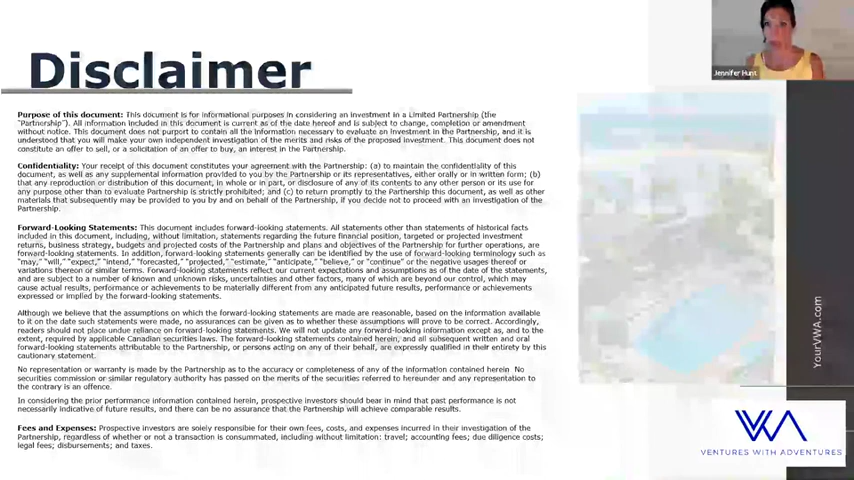 Disclaimer
Purpose of this document: This document is for informational purposes in considering an investment in a Limited Partnership (the
"Partnership"). All information included in this document is current as of the date hereof and is subject to change, completion or amendment
without notice. This document does not purport to contain all the information necessary to evaluate an investment in the Partnership, and it is
understood that you will make your own independent investigation of the merits and risks of the proposed investment. This document does not
constitute an offer to sell, or a solicitation of an offer to buy, an interest in the Partnership.
Confidentiality: Your receipt of this document constitutes your agreement with the Partnership: (a) to maintain the confidentiality of this
document, as well as any supplemental information provided to you by the Partnership or its representatives, either orally or in written form; (b)
that any reproduction or distribution of this document, in whole or in part, or disclosure of any of its contents to any other person or its use for
any purpose other than to evaluate Partnership is strictly prohibited; and (c) to return promptly to the Partnership this document, as well as other
materials that subsequently may be provided to you by and on behalf of the Partnership, if you decide not to proceed with an investigation of the
Partnership.
Forward-Looking Statements: This document includes forward-looking statements. All statements other than statements of historical facts
included in this document, including, without limitation, statements regarding the future financial position, targeted or projected investment
returns, business strategy, budgets and projected costs of the Partnership and plans and objectives of the Partnership for further operations, are
forward-looking statements. In addition, forward-looking statements generally can be identified by the use of forward-looking terminology such as
"may," "will," "expect," "intend," "forecasted," "projected," "estimate," "anticipate," "believe," or "continue" or the negative usages thereof or
variations thereon or similar terms. Forward-looking statements reflect our current expectations and assumptions as of the date of the statements,
and are subject to a number of known and unknown risks, uncertainties and other factors, many of which are beyond our control, which may
cause actual results, performance or achievements to be materially different from any anticipated future results, performance or achievements
expressed or implied by the forward-looking statements.
Although we believe that the assumptions on which the forward-looking statements are made are reasonable, based on the information available
to it on the date such statements were made, no assurances can be given as to whether these assumptions will prove to be correct. Accordingly,
readers should not place undue reliance on forward-looking statements. We will not update any forward-looking information except as, and to the
extent, required by applicable Canadian securities laws. The forward-looking statements contained herein, and all subsequent written and oral
forward-looking statements attributable to the Partnership, or persons acting on any of their behalf, are expressly qualified in their entirety by this
cautionary statement.
No representation or warranty is made by the Partnership as to the accuracy or completeness of any of the information contained herein No
securities commission or similar regulatory authority has passed on the merits of the securities referred to hereunder and any representation to
the contrary is an offence.
In considering the prior performance information contained herein, prospective investors should bear in mind that past performance is not
necessarily indicative of future results, and there can be no assurance that the Partnership will achieve comparable results.
Fees and Expenses: Prospective investors are solely responsible for their own fees, costs, and expenses incurred in their investigation of the
Partnership, regardless of whether or not a transaction is consummated, including without limitation: travel; accounting fees; due diligence costs;
legal fees; disbursements; and taxes.
Jennifer Hunt
YourVWA.com
VWA
VENTURES WITH ADVENTURES